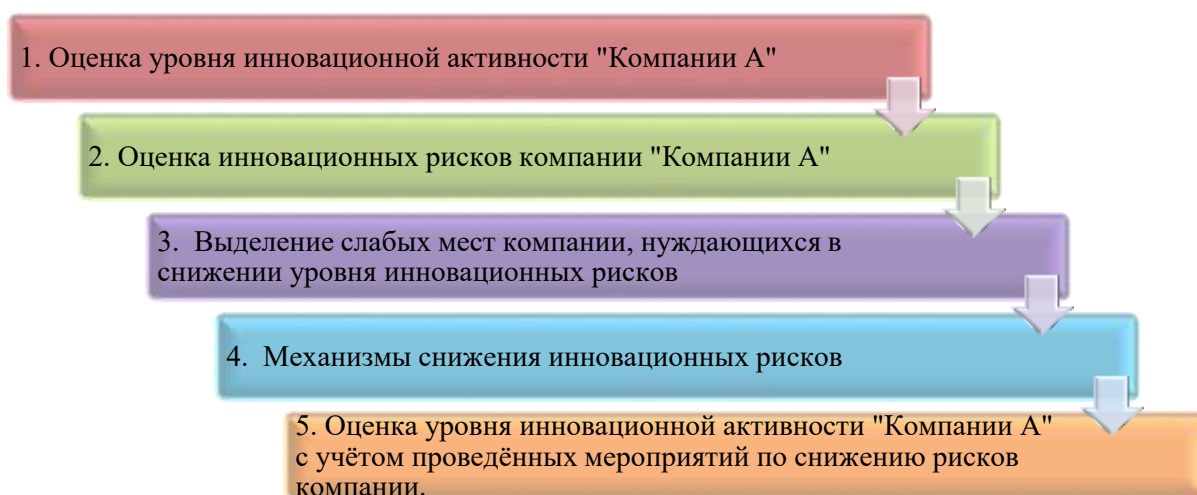 1. Оценка уровня инновационной активности "Компании А"
2. Оценка инновационных рисков компании "Компании А"
3. Выделение слабых мест компании, нуждающихся в
снижении уровня инновационных рисков
4. Механизмы снижения инновационных рисков
5. Оценка уровня инновационной активности "Компании А"
с учётом проведённых мероприятий по снижению рисков
компании.